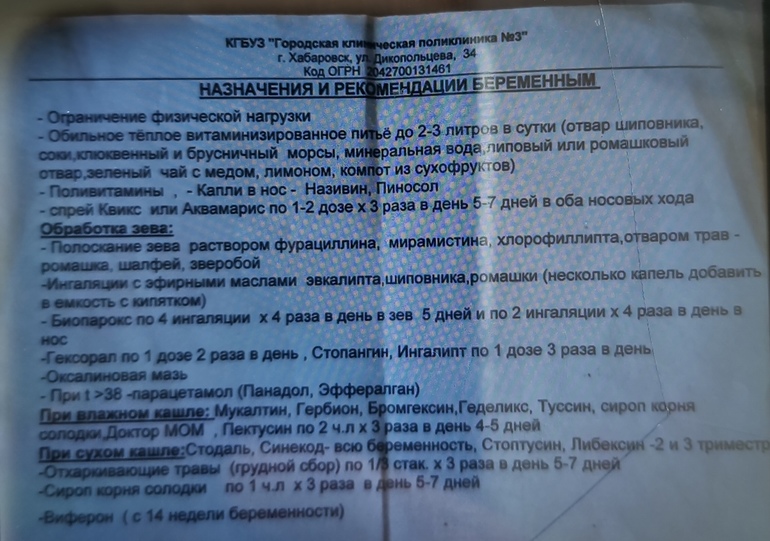 КГБУЗ "Городская клиническая поликлиника №3"
г. Хабаровск, ул. Дикопольцева, 34
Код ОГРН 2042700131461
НАЗНАЧЕНИЯ И РЕКОМЕНДАЦИИ БЕРЕМЕННЫМ
- Ограничение физической нагрузки
- Обильное тёплое витаминизированное питьё до 2-3 литров в сутки (отвар шиповника,
соки,клюквенный и брусничный морсы, минеральная вода,липовый или ромашковый
отвар,зеленый чай с медом, лимоном, компот из сухофруктов)
- Поливитамины , - Капли в нос - Називин, Пиносол
- спрей Квикс или Аквамарис по 1-2 дозе х 3 раза в день 5-7 дней в оба носовых хода
Обработка зева:
- Полоскание зева раствором фурациллина, мирамистина, хлорофиллипта,отваром трав -
ромашка, шалфей, зверобой
-Ингаляции с эфирными маслами эвкалипта,шиповника,ромашки (несколько капель добавить
в емкость с кипятком)
- Биопарокс по 4 ингаляции х 4 раза в день в зев 5 дней и по 2 ингаляции х 4 раза в день в
нос
-Гексорал по 1 дозе 2 раза в день , Стопангин, Ингалипт по 1 дозе 3 раза в день
-Оксалиновая мазь
- При t >38 -парацетамол (Панадол, Эффералган)
При влажном кашле: Мукалтин, Гербион, Бромгексин,Геделикс, Туссин, сироп корня
солодки,Доктор МОМ , Пектусин по 2 ч.л х 3 раза в день 4-5 дней
При сухом кашле:Стодаль, Синекод- всю беременность, Стоптусин, Либексин -2 и 3 триместр
-Отхаркивающие травы (грудной сбор) по 1/3 стак. х 3 раза в день 5-7 дней
-Сироп корня солодки по 1 ч.л х 3 раза в день 5-7 дней
-Виферон ( с 14 недели беременности)